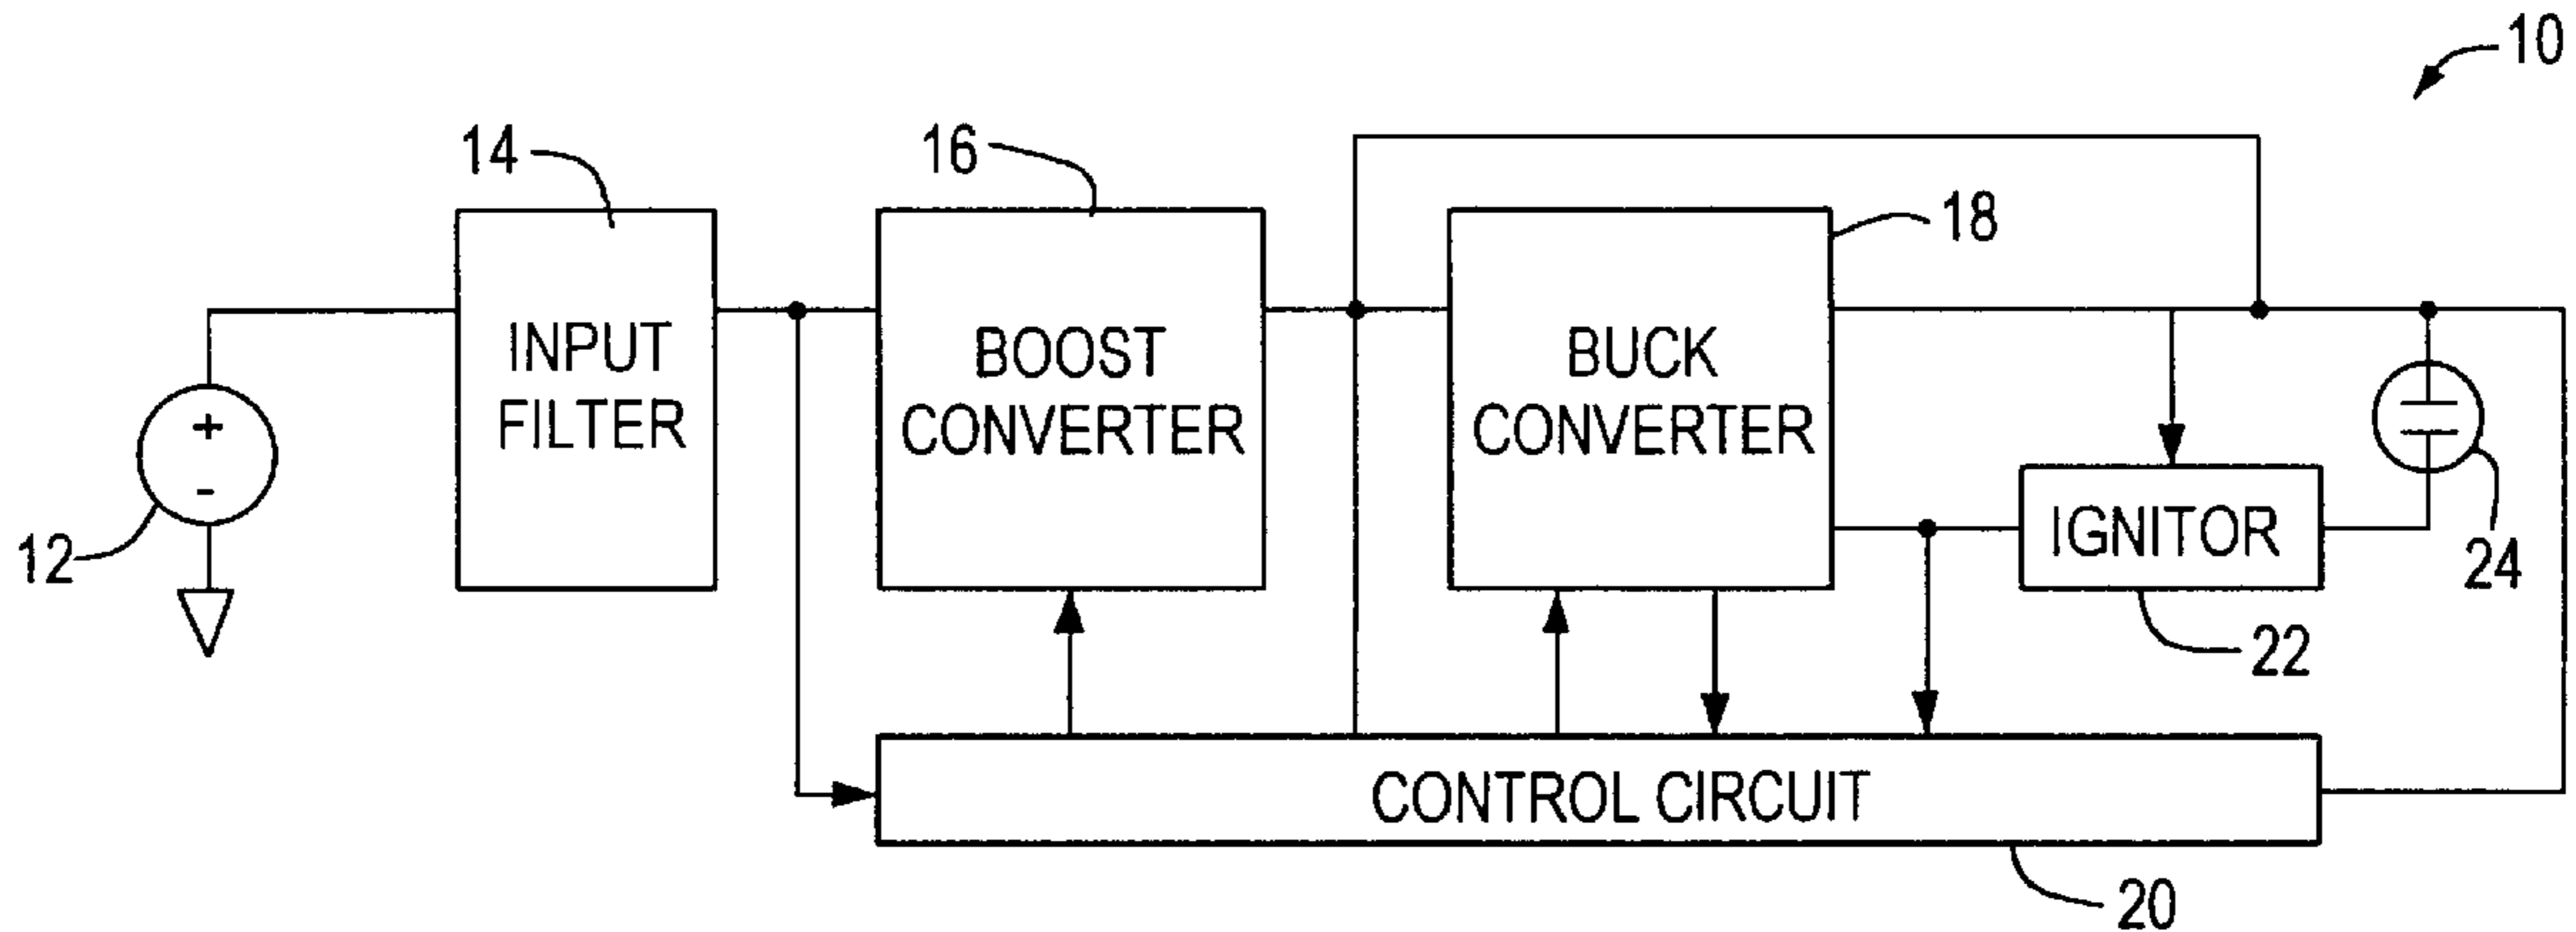 10
14
16
18
INPUT
FILTER
BOOST
CONVERTER
BUCK
CONVERTER
+
-
12
IGNITOR
24
22
CONTROL CIRCUIT
20